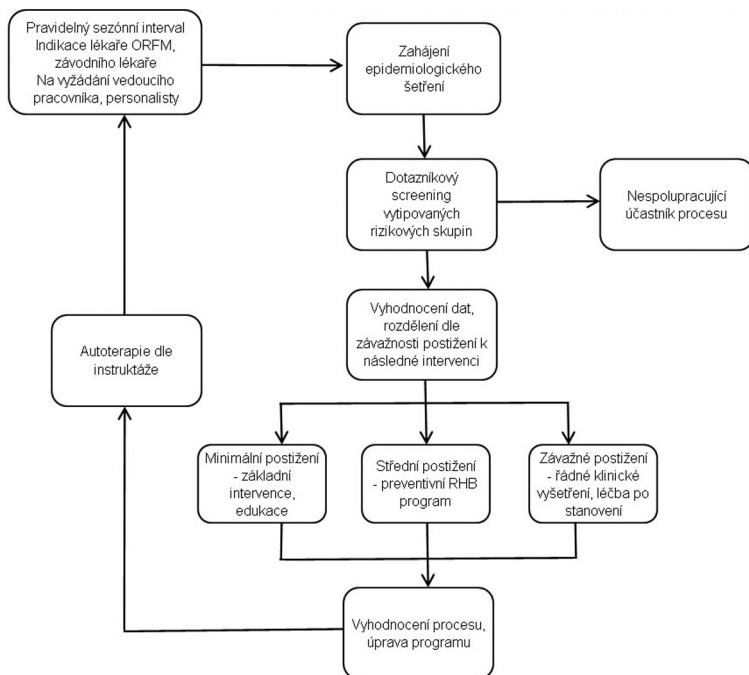 Pravidelný sezónní interval
Indikace lékaře ORFM,
závodního lékaře
Na vyžádání vedoucího
pracovníka, personalisty
Zahájení
epidemiologického
šetření
Dotazníkový
screening
vytipovaných
rizikových skupin
Nespolupracující
účastník procesu
Vyhodnocení dat,
rozdělení dle
závažnosti postižení k
následné intervenci
Autoterapie dle
instruktáže
Minimální postižení
- základní
intervence,
edukace
Střední postižení
- preventivní RHB
program
Závažné postižení
- řádné klinické
vyšetření, léčba po
stanovení
Vyhodnocení procesu,
úprava programu